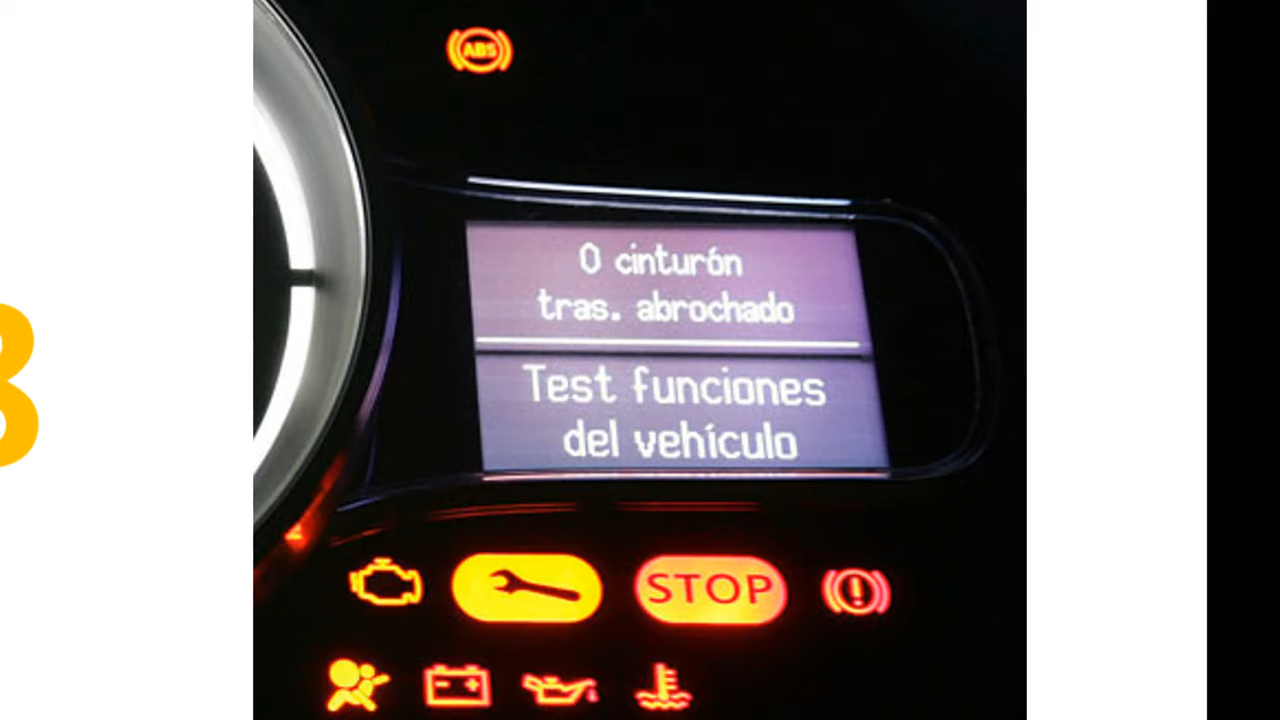 ABS
0 cinturón
tras. abrochado
Test funciones
del vehículo
STOP